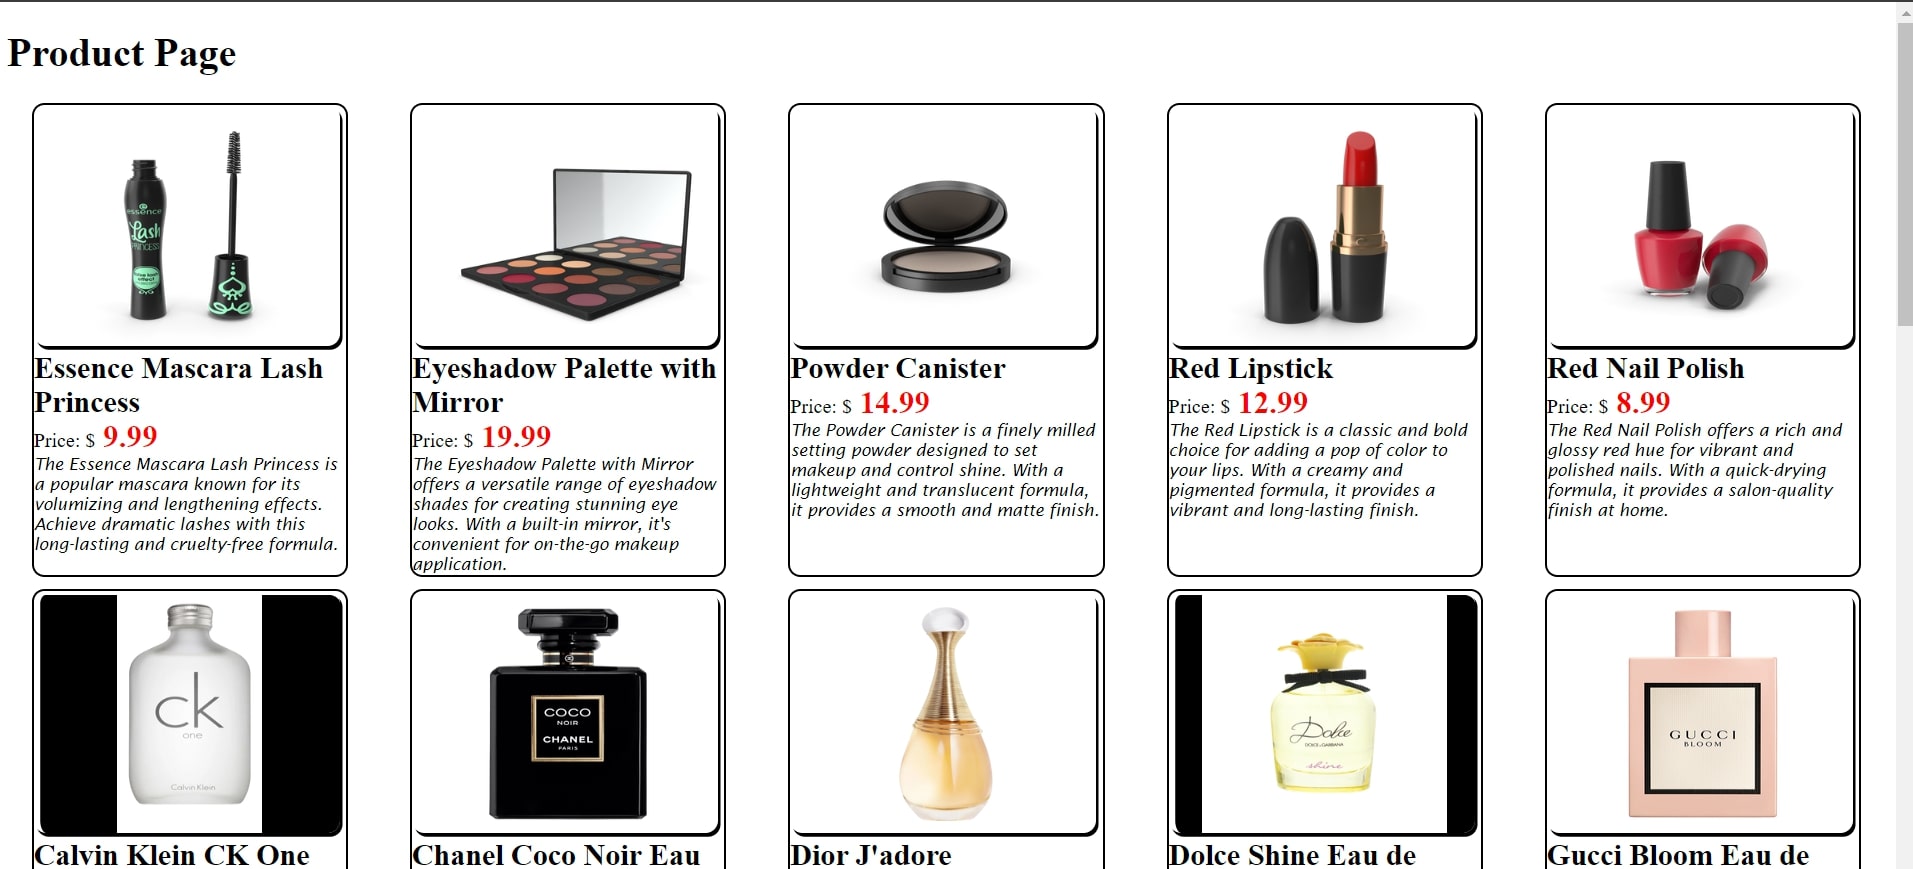 Product Page
essence
Lash
PRINCESS
Essence Mascara Lash
Princess
Price: $ 9.99
The Essence Mascara Lash Princess is
a popular mascara known for its
volumizing and lengthening effects.
Achieve dramatic lashes with this
long-lasting and cruelty-free formula.
Eyeshadow Palette with
Mirror
Price: $ 19.99
The Eyeshadow Palette with Mirror
offers a versatile range of eyeshadow
shades for creating stunning eye
looks. With a built-in mirror, it's
convenient for on-the-go makeup
application.
Powder Canister
Price: $ 14.99
The Powder Canister is a finely milled
setting powder designed to set
makeup and control shine. With a
lightweight and translucent formula,
it provides a smooth and matte finish.
Red Lipstick
Price: $ 12.99
The Red Lipstick is a classic and bold
choice for adding a pop of color to
your lips. With a creamy and
pigmented formula, it provides a
vibrant and long-lasting finish.
Red Nail Polish
Price: $ 8.99
The Red Nail Polish offers a rich and
glossy red hue for vibrant and
polished nails. With a quick-drying
formula, it provides a salon-quality
finish at home.
ck
one
Calvin Klein
Calvin Klein CK One
COCO
NOIR
CHANEL
PARIS
Chanel Coco Noir Eau
Dior J'adore
Dolce
DOLCE & GABBANA
shine
Dolce Shine Eau de
GUCCI
BLOOM
Gucci Bloom Eau de